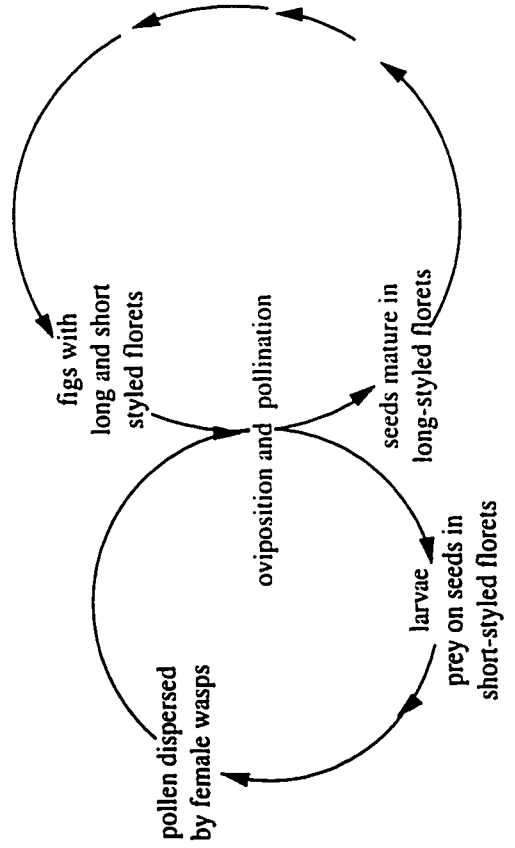 figs with
long and short
styled florets
pollen dispersed
by female wasps
oviposition and pollination
seeds mature in
long-styled florets
larvae
prey on seeds in
short-styled florets